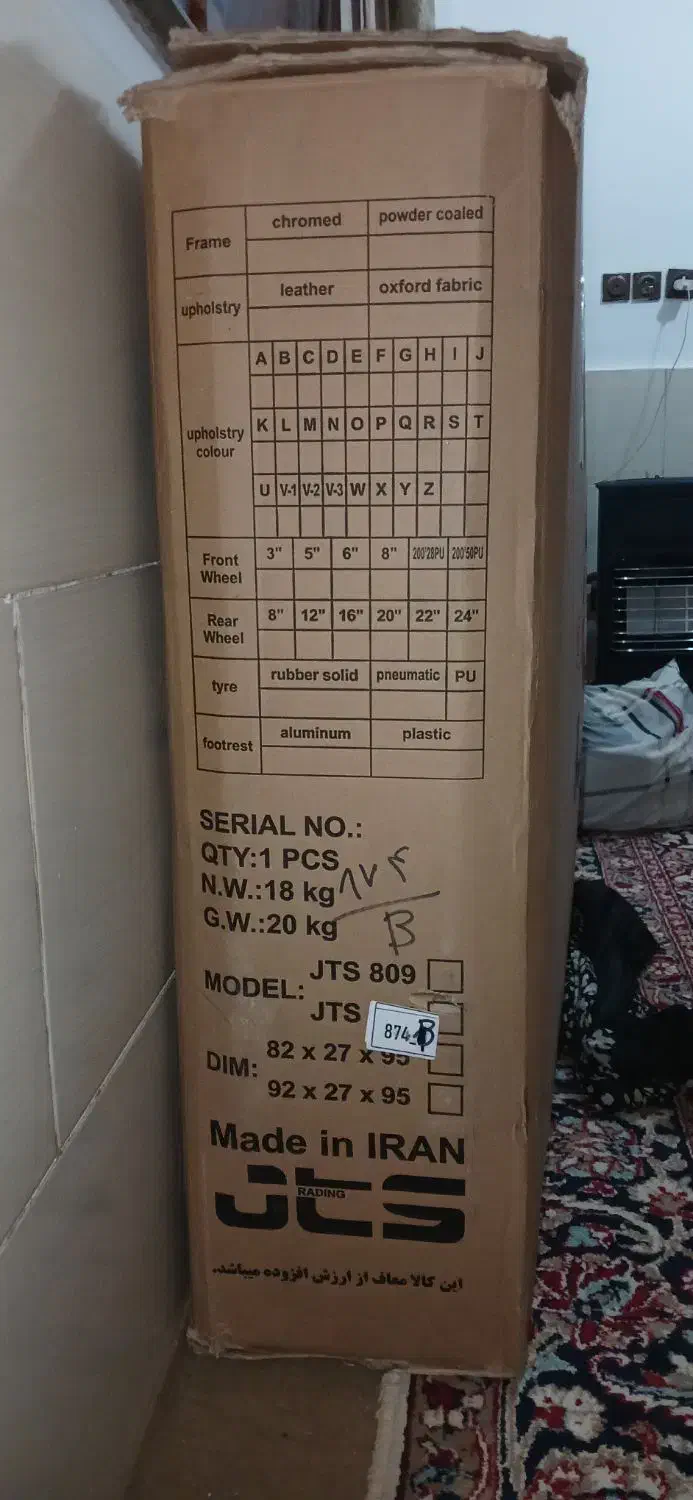 Frame chromed powder coaled
upholstry leather oxford fabric
upholstry colour
A B C D E F G H I J
K L M N O P Q R S T
U V-1 V-2 V-3 W X Y Z
Front Wheel 3" 5" 6" 8" 200*28PU 200*50PU
Rear Wheel 8" 12" 16" 20" 22" 24"
tyre rubber solid pneumatic PU
footrest aluminum plastic
SERIAL NO.:
QTY:1 PCS
N.W.:18 kg
G.W.:20 kg
۸۷۴
B
MODEL: JTS 809
JTS
874 B
DIM: 82 x 27 x 95
92 x 27 x 95
Made in IRAN
JTS
RADING
این کالا معاف از ارزش افزوده میباشد.